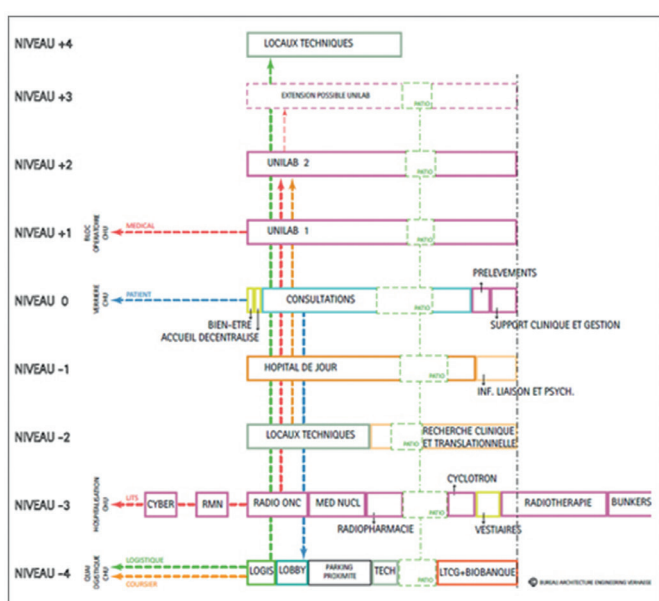 NIVEAU +4
LOCAUX TECHNIQUES
NIVEAU +3
EXTENSION POSSIBLE UNILAB
PATIO
NIVEAU +2
UNILAB 2
PATIO
NIVEAU +1
BLOC
OPERATOIRE
CHU
MEDICAL
UNILAB 1
PATIO
NIVEAU 0
VERRIERE
CHU
PATIENT
CONSULTATIONS
PATIO
PRELEVEMENTS
BIEN-ETRE
ACCUEIL DECENTRALISE
SUPPORT CLINIQUE ET GESTION
NIVEAU -1
HOPITAL DE JOUR
PATIO
INF. LIAISON ET PSYCH.
NIVEAU -2
LOCAUX TECHNIQUES
PATIO
RECHERCHE CLINIQUE
ET TRANSLATIONNELLE
NIVEAU -3
HOSPITALISATION
CHU
LITS
CYBER
RMN
RADIO ONC
MED NUCL
RADIOPHARMACIE
PATIO
CYCLOTRON
VESTIAIRES
RADIOTHERAPIE
BUNKERS
NIVEAU -4
QUAI
LOGISTIQUE
CHU
LOGISTIQUE
COURSIER
LOGIS
LOBBY
PARKING
PROXIMITE
TECH
PATIO
LTCG+BIOBANQUE
© BUREAU ARCHITECTURE ENGINEERING VERHAEGE